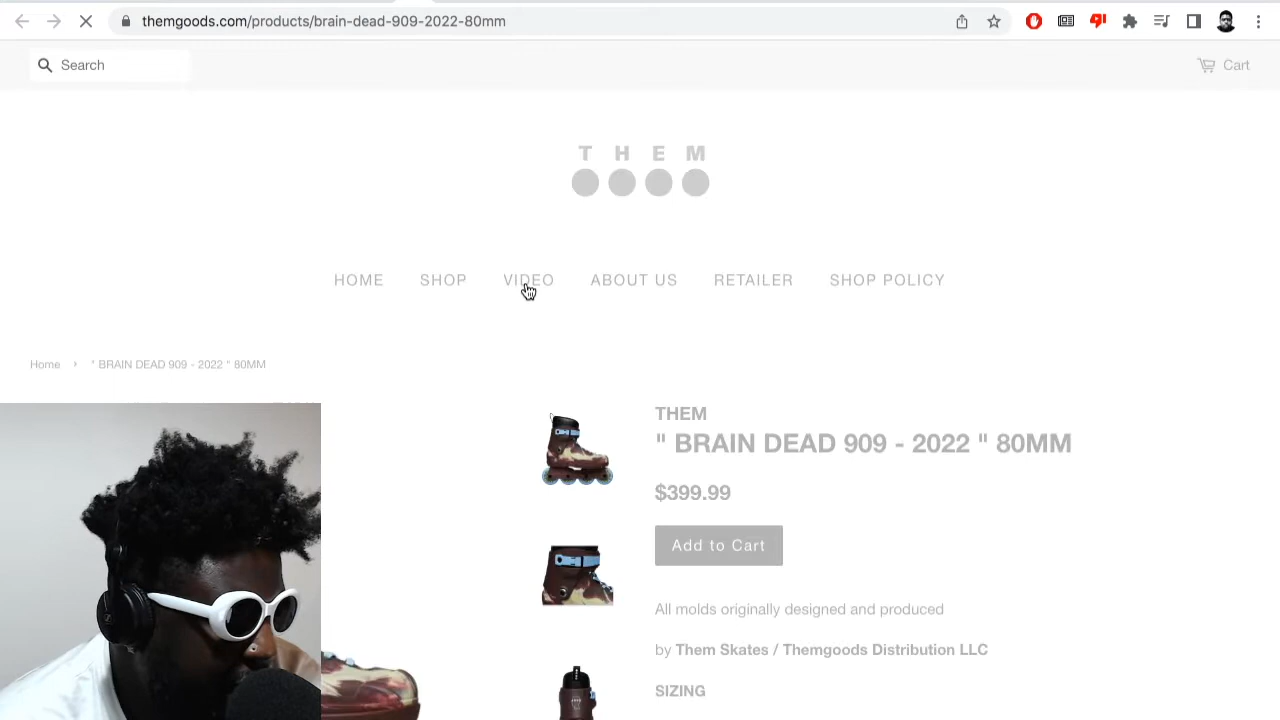 themgoods.com/products/brain-dead-909-2022-80mm
Search
Cart
THEM
HOME SHOP VIDEO ABOUT US RETAILER SHOP POLICY
Home › " BRAIN DEAD 909 - 2022 " 80MM
THEM
" BRAIN DEAD 909 - 2022 " 80MM
$399.99
Add to Cart
All molds originally designed and produced
by Them Skates / Themgoods Distribution LLC
SIZING